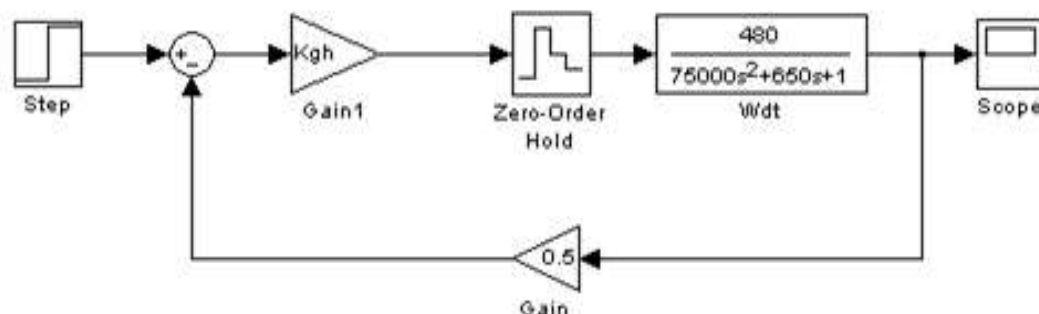 Step
+
-
Kgh
Gain1
Zero-Order
Hold
480
75000s²+650s+1
Wdt
Scope
0.5
Gain